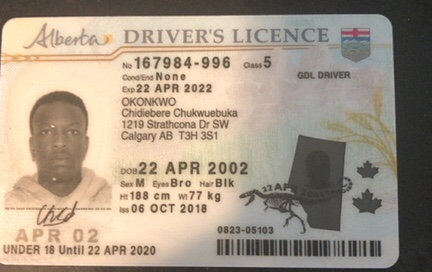 Alberta DRIVER'S LICENCE
No 167984-996 Class 5
Cond/End None GDL DRIVER
Exp 22 APR 2022
OKONKWO
Chidiebere Chukwuebuka
1219 Strathcona Dr SW
Calgary AB T3H 3S1
DOB 22 APR 2002
Sex M Eyes Bro Hair Blk
Ht 188 cm Wt 77 kg
Iss 06 OCT 2018
22 APR
APR 02
0823-05103
UNDER 18 Until 22 APR 2020